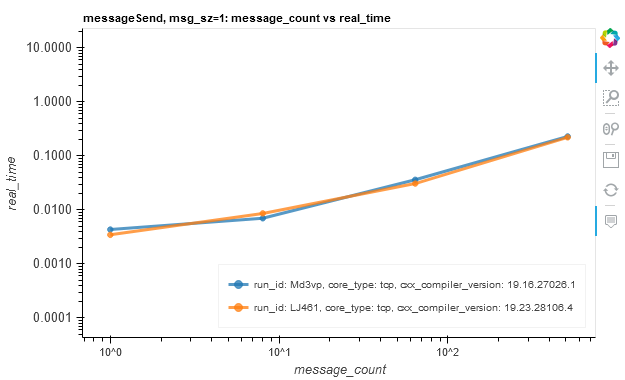 messageSend, msg_sz=1: message_count vs real_time
10.0000
1.0000
0.1000
0.0100
0.0010
0.0001
real_time
run_id: Md3vp, core_type: tcp, cxx_compiler_version: 19.16.27026.1
run_id: LJ461, core_type: tcp, cxx_compiler_version: 19.23.28106.4
10^0 10^1 10^2
message_count